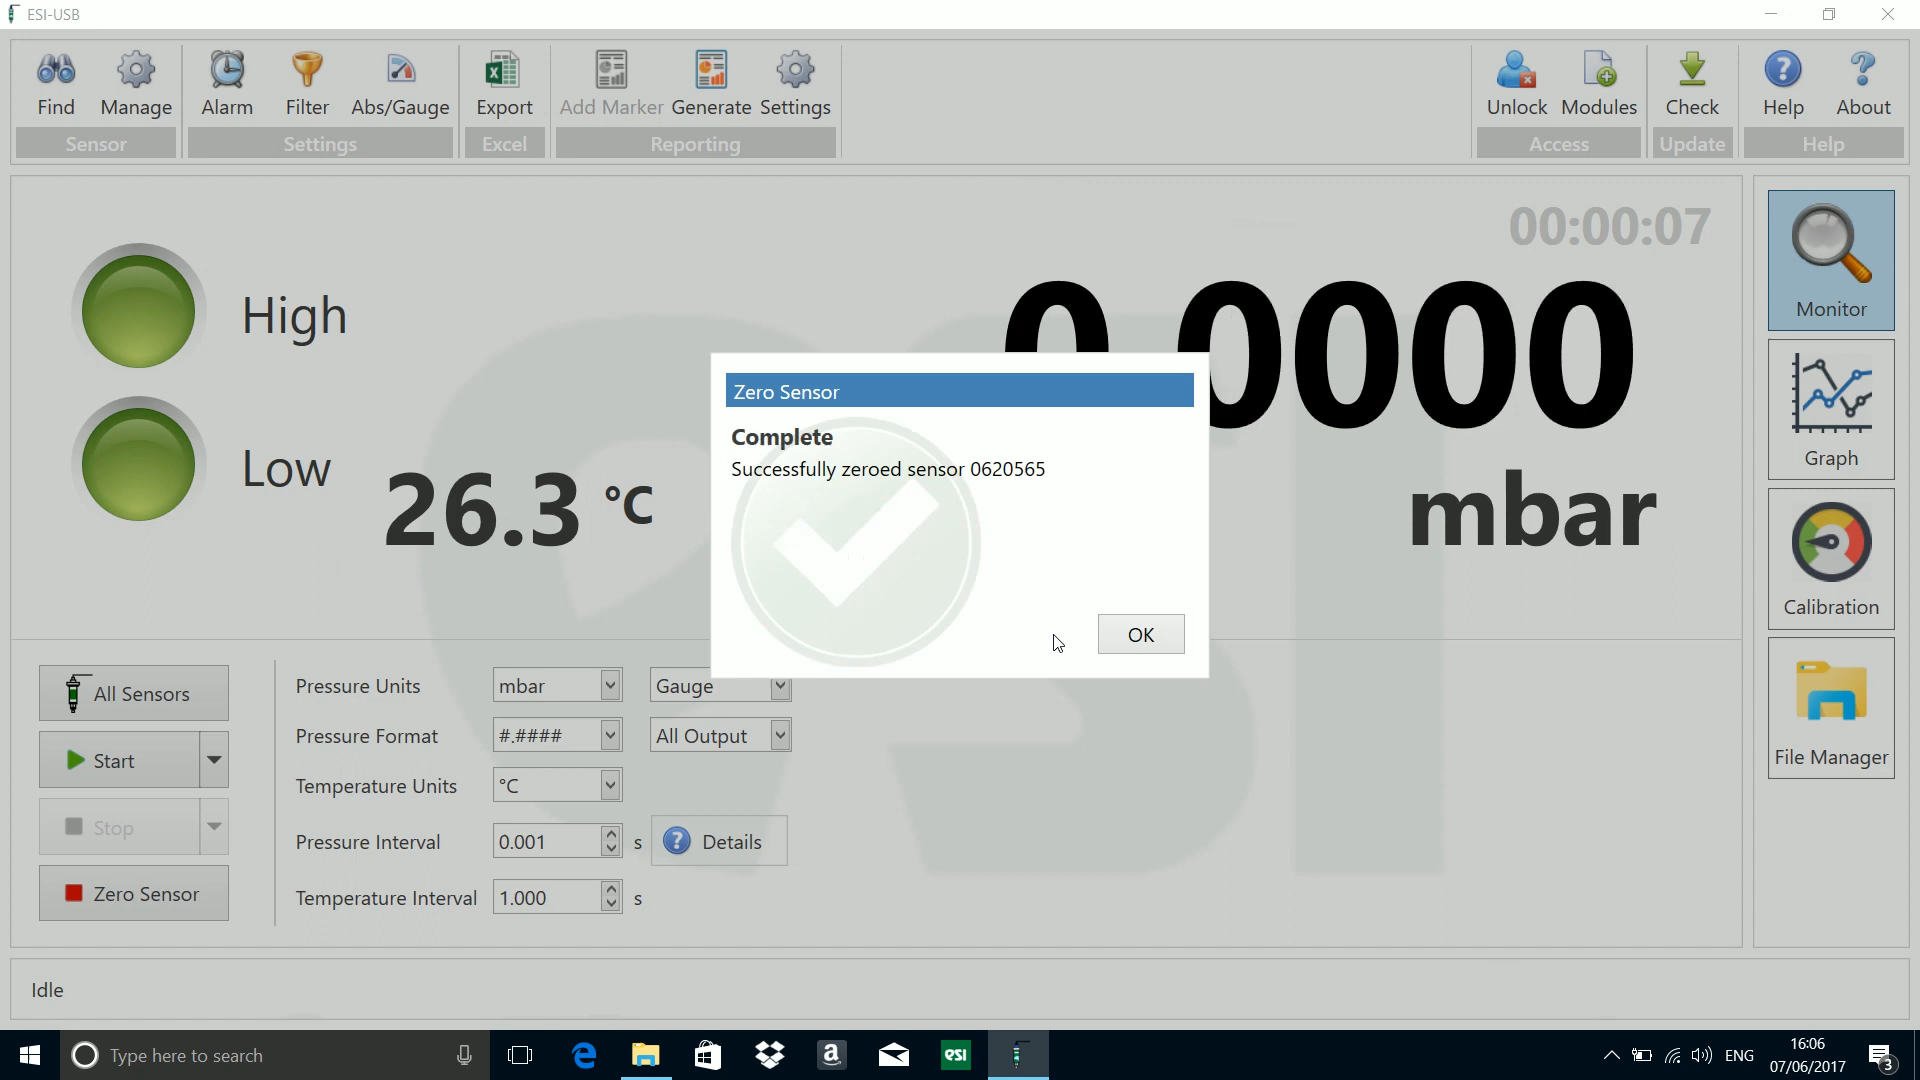 ESI-USB
Find
Manage
Alarm
Filter
Abs/Gauge
Export
Add Marker
Generate
Settings
Unlock
Modules
Check
Help
About
Sensor
Settings
Excel
Reporting
Access
Update
Help
00:00:07
High
0.0000
Low
26.3 °C
mbar
Zero Sensor
Complete
Successfully zeroed sensor 0620565
OK
Monitor
Graph
Calibration
File Manager
All Sensors
Start
Stop
Zero Sensor
Pressure Units
mbar
Gauge
Pressure Format
#.####
All Output
Temperature Units
°C
Pressure Interval
0.001
s
Details
Temperature Interval
1.000
s
Idle
Type here to search
esi
ENG
16:06
07/06/2017
3